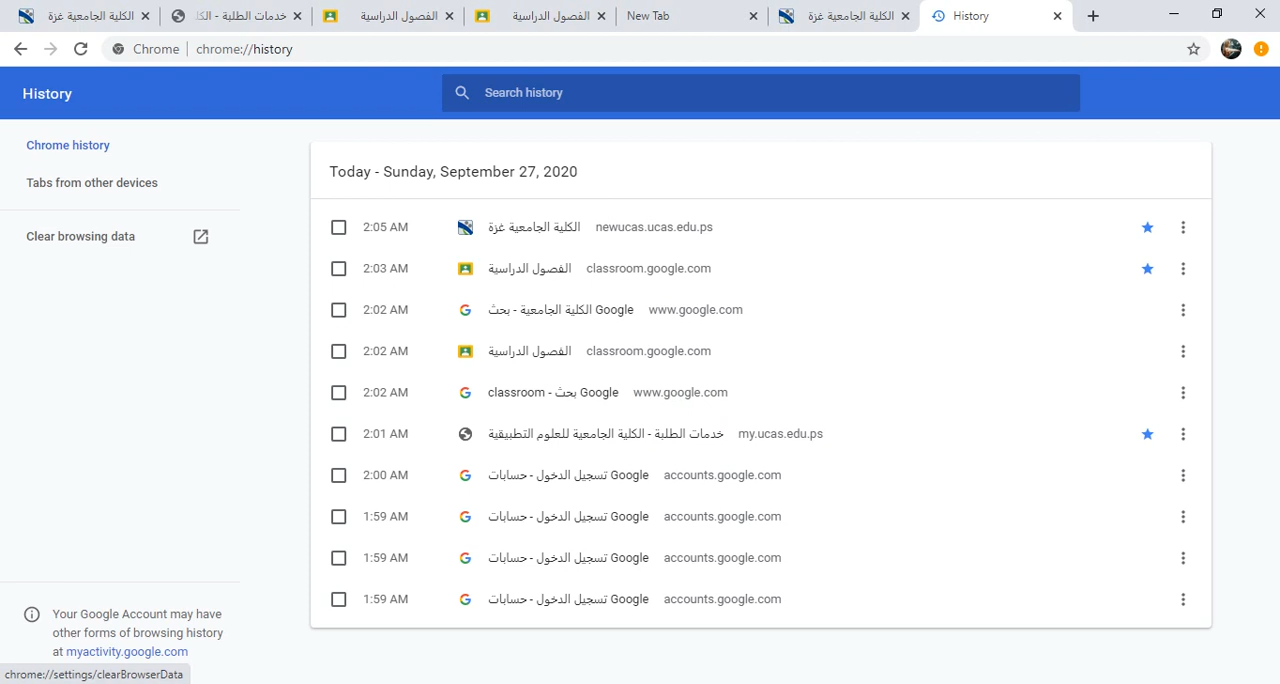 الكلية الجامعية غزة
خدمات الطلبة - الكل
الفصول الدراسية
الفصول الدراسية
New Tab
الكلية الجامعية غزة
History
Chrome
chrome://history
History
Search history
Chrome history
Tabs from other devices
Clear browsing data
Today - Sunday, September 27, 2020
2:05 AM الكلية الجامعية غزة newucas.ucas.edu.ps
2:03 AM الفصول الدراسية classroom.google.com
2:02 AM الكلية الجامعية - بحث Google www.google.com
2:02 AM الفصول الدراسية classroom.google.com
2:02 AM classroom - بحث Google www.google.com
2:01 AM خدمات الطلبة - الكلية الجامعية للعلوم التطبيقية my.ucas.edu.ps
2:00 AM تسجيل الدخول - حسابات Google accounts.google.com
1:59 AM تسجيل الدخول - حسابات Google accounts.google.com
1:59 AM تسجيل الدخول - حسابات Google accounts.google.com
1:59 AM تسجيل الدخول - حسابات Google accounts.google.com
Your Google Account may have
other forms of browsing history
at myactivity.google.com
chrome://settings/clearBrowserData